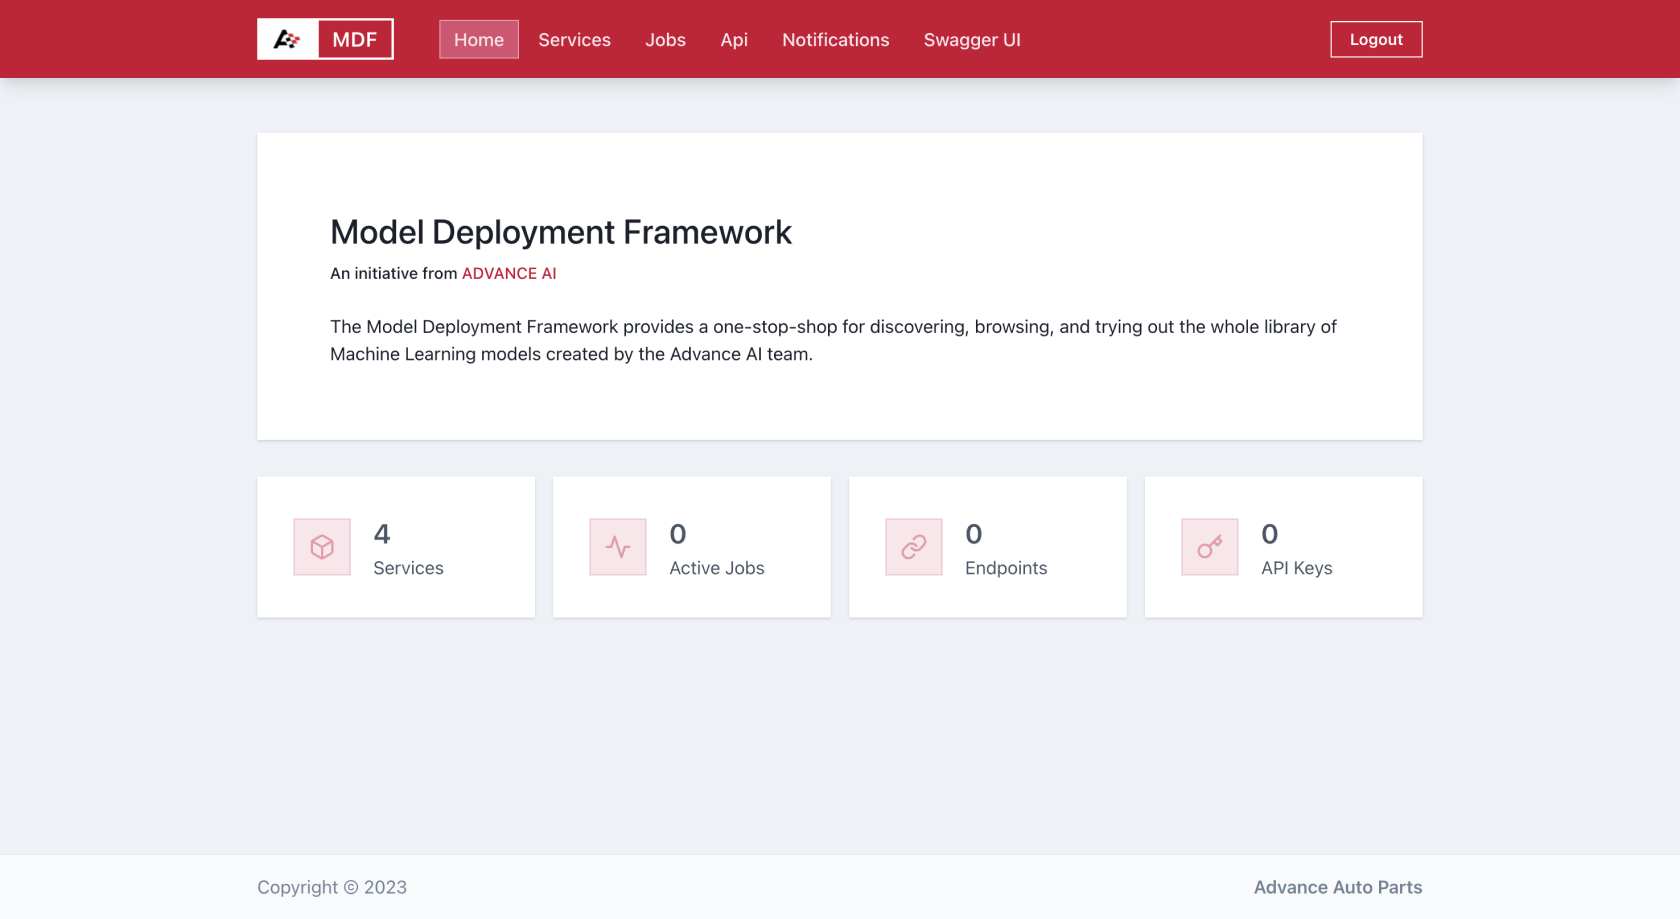 MDF
Home Services Jobs Api Notifications Swagger UI
Logout
Model Deployment Framework
An initiative from ADVANCE AI
The Model Deployment Framework provides a one-stop-shop for discovering, browsing, and trying out the whole library of
Machine Learning models created by the Advance AI team.
4
Services
0
Active Jobs
0
Endpoints
0
API Keys
Copyright © 2023
Advance Auto Parts